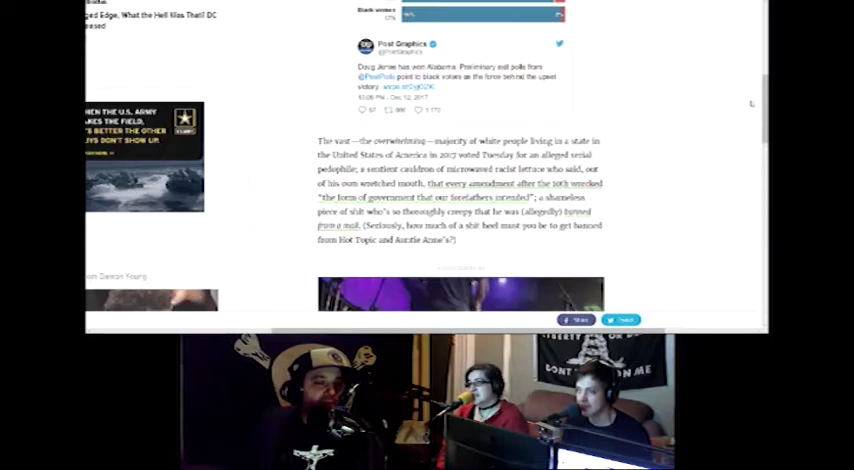 ged Edge, What the Hell Was That? DC
Black women
17%
Post Graphics
@PostGraphics
Doug Jones has won Alabama. Preliminary exit polls from
@PostPolls point to black voters as the force behind the upset
victory.
Dec 12, 2017
HEN THE U.S. ARMY
AKES THE FIELD,
'S BETTER THE OTHER
UYS DON'T SHOW UP.
The vast—the overwhelming—majority of white people living in a state in
the United States of America in 2017 voted Tuesday for an alleged serial
pedophile; a sentient cauldron of microwaved racist lettuce who said, out
of his own wretched mouth, that every amendment after the 10th wrecked
"the form of government that our forefathers intended"; a shameless
piece of shit who's so thoroughly creepy that he was (allegedly) banned
from a mall. (Seriously, how much of a shit heel must you be to get banned
from Hot Topic and Auntie Anne's?)
om Damon Young
Share
Tweet
LIBERTY OR DE
DONT
ON ME